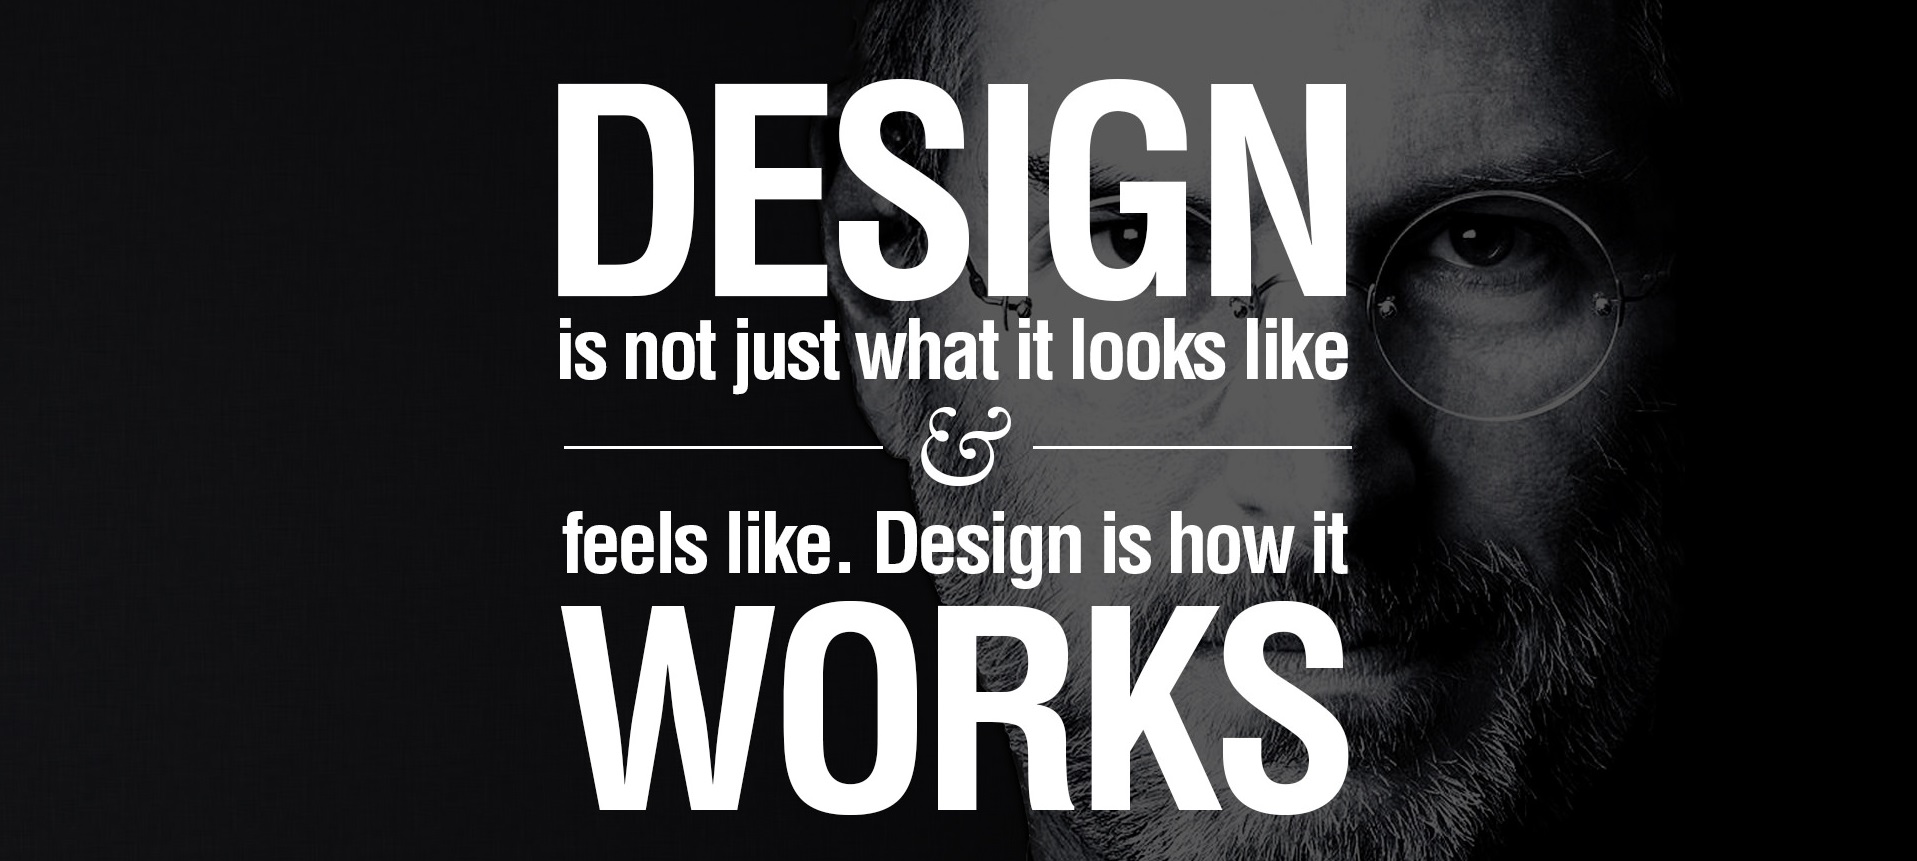 DESIGN
is not just what it looks like
&
feels like. Design is how it
WORKS